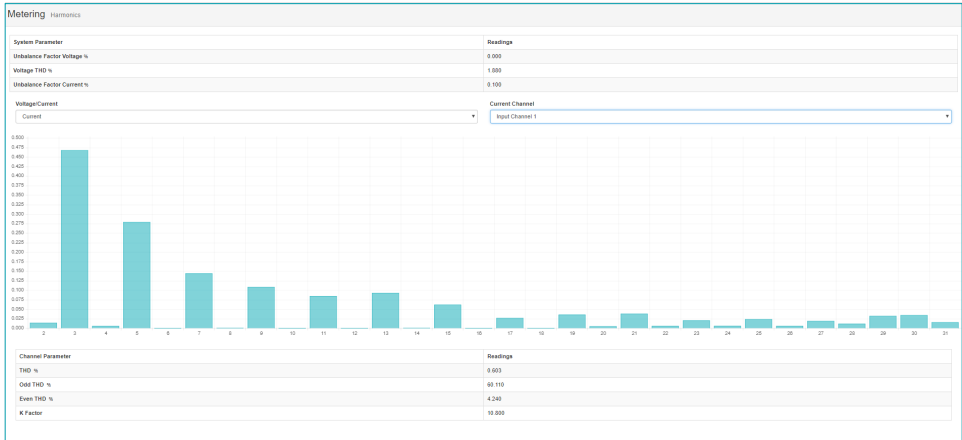 Metering Harmonics
System Parameter Readings
Unbalance Factor Voltage % 0.000
Voltage THD % 1.880
Unbalance Factor Current % 0.100
Voltage/Current Current Channel
Current Input Channel 1
0.500
0.475
0.450
0.425
0.400
0.375
0.350
0.325
0.300
0.275
0.250
0.225
0.200
0.175
0.150
0.125
0.100
0.075
0.050
0.025
0.000
2 3 4 5 6 7 8 9 10 11 12 13 14 15 16 17 18 19 20 21 22 23 24 25 26 27 28 29 30 31
Channel Parameter Readings
THD % 0.603
Odd THD % 60.110
Even THD % 4.240
K Factor 10.800